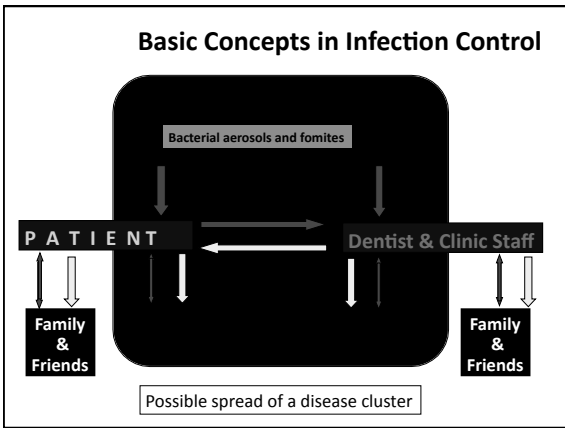 Basic Concepts in Infection Control
Bacterial aerosols and fomites
PATIENT
Dentist & Clinic Staff
Family
&
Friends
Family
&
Friends
Possible spread of a disease cluster